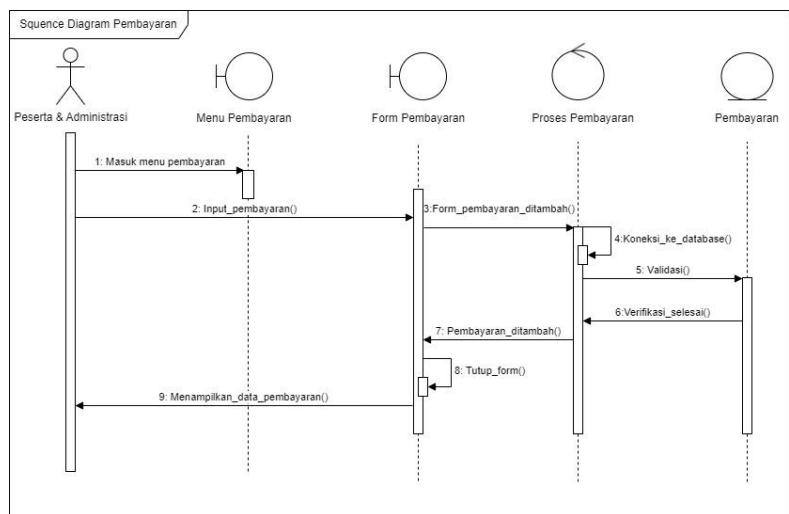 Squence Diagram Pembayaran
Peserta & Administrasi
Menu Pembayaran
Form Pembayaran
Proses Pembayaran
Pembayaran
1: Masuk menu pembayaran
2: Input_pembayaran()
3:Form_pembayaran_ditambah()
4:Koneksi_ke_database()
5: Validasi()
6:Verifikasi_selesai()
7: Pembayaran_ditambah()
8: Tutup_form()
9: Menampilkan_data_pembayaran()